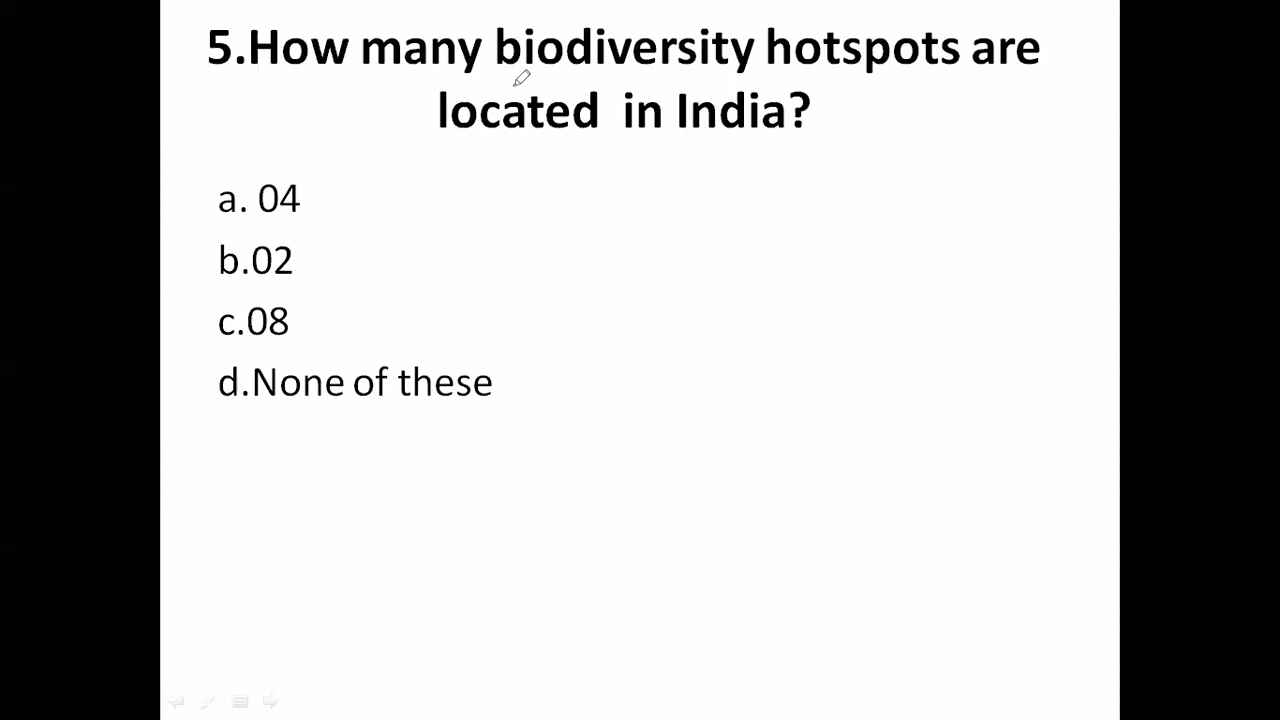 5.How many biodiversity hotspots are
located  in India?
a. 04
b.02
c.08
d.None of these